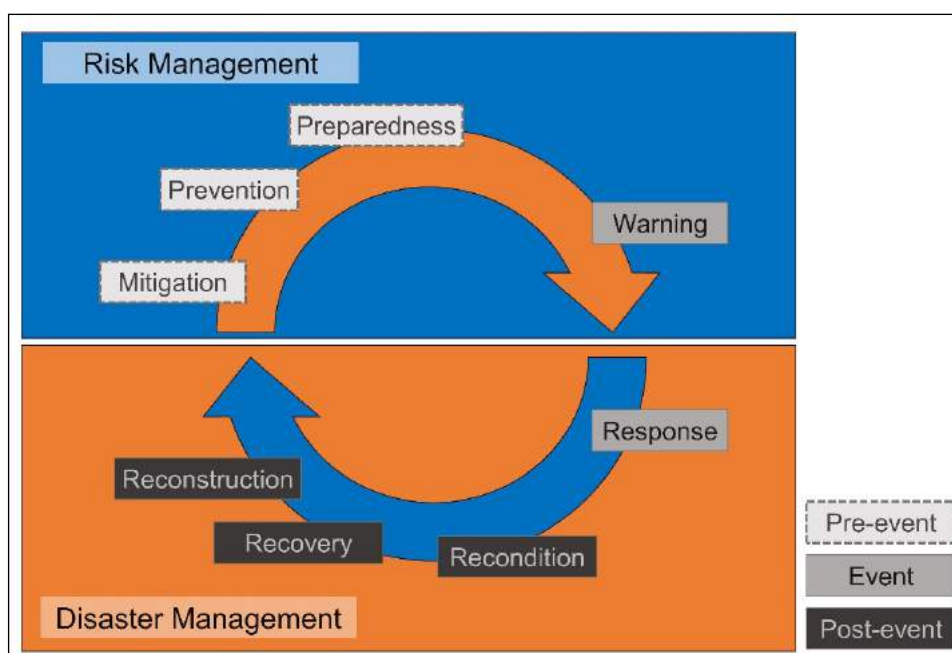 Risk Management
Preparedness
Prevention
Warning
Mitigation
Response
Reconstruction
Recovery
Recondition
Disaster Management
Pre-event
Event
Post-event